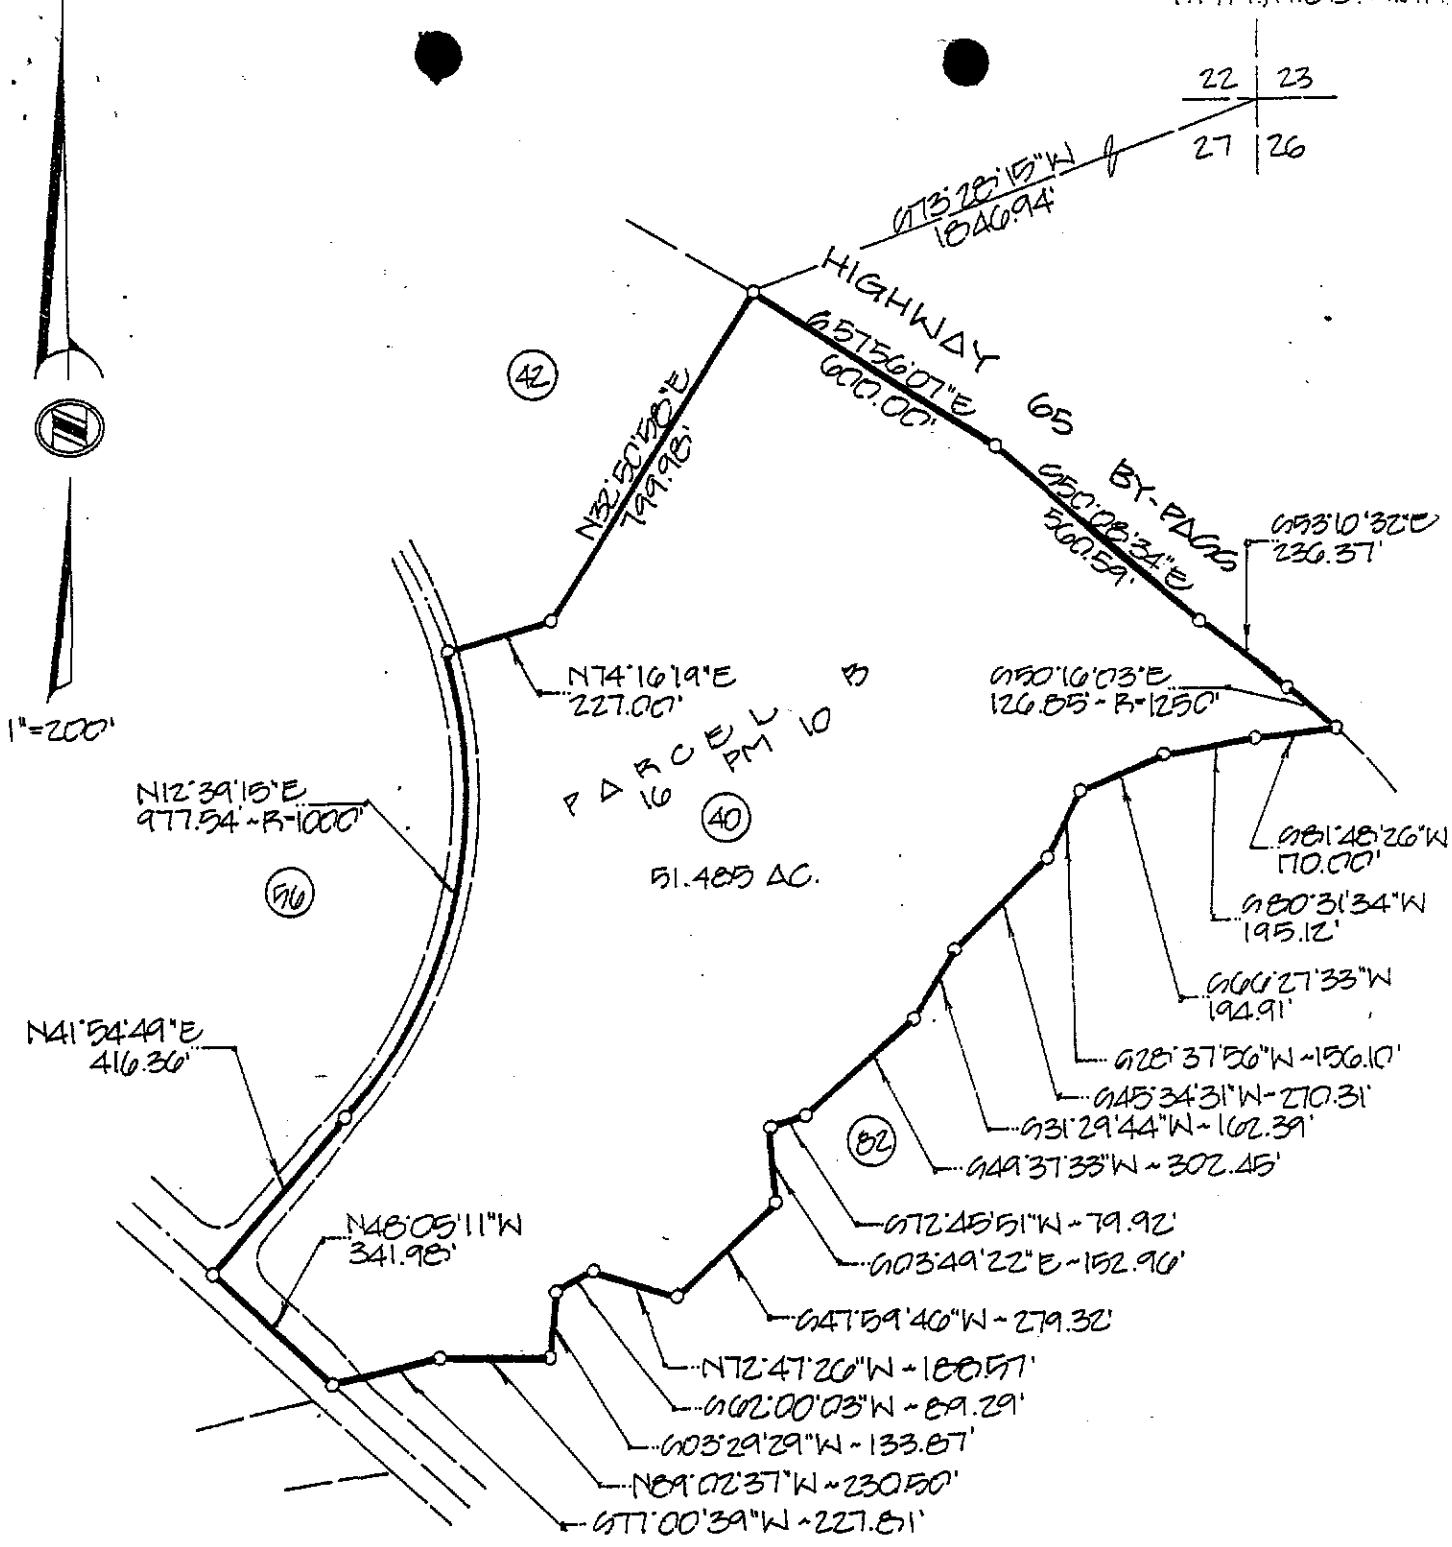 22 23
27 26
S73°28'15"W
1846.94'
HIGHWAY 65 BY-PASS
S57°56'07"E
600.00'
42
N32°50'58"E
799.98'
S50°08'34"E
560.59'
S53°10'32"E
236.37'
N74°16'19"E
227.00'
S50°16'03"E
126.85'~R=1250'
1"=200'
PARCEL B
16 PM 10
N12°39'15"E
977.54'~R=1000'
40
51.485 AC.
56
S81°48'26"W
170.00'
S80°31'34"W
195.12'
S66°27'33"W
194.91'
N41°54'49"E
416.36'
S28°37'56"W~156.10'
S45°34'31"W~270.31'
S31°29'44"W~162.39'
82
S49°37'33"W~302.45'
N48°05'11"W
341.98'
S72°45'51"W~79.92'
S03°49'22"E~152.96'
S47°59'46"W~279.32'
N72°47'26"W~188.57'
S62°00'03"W~89.29'
S03°29'29"W~133.87'
N89°02'37"W~230.50'
S77°00'39"W~227.81'